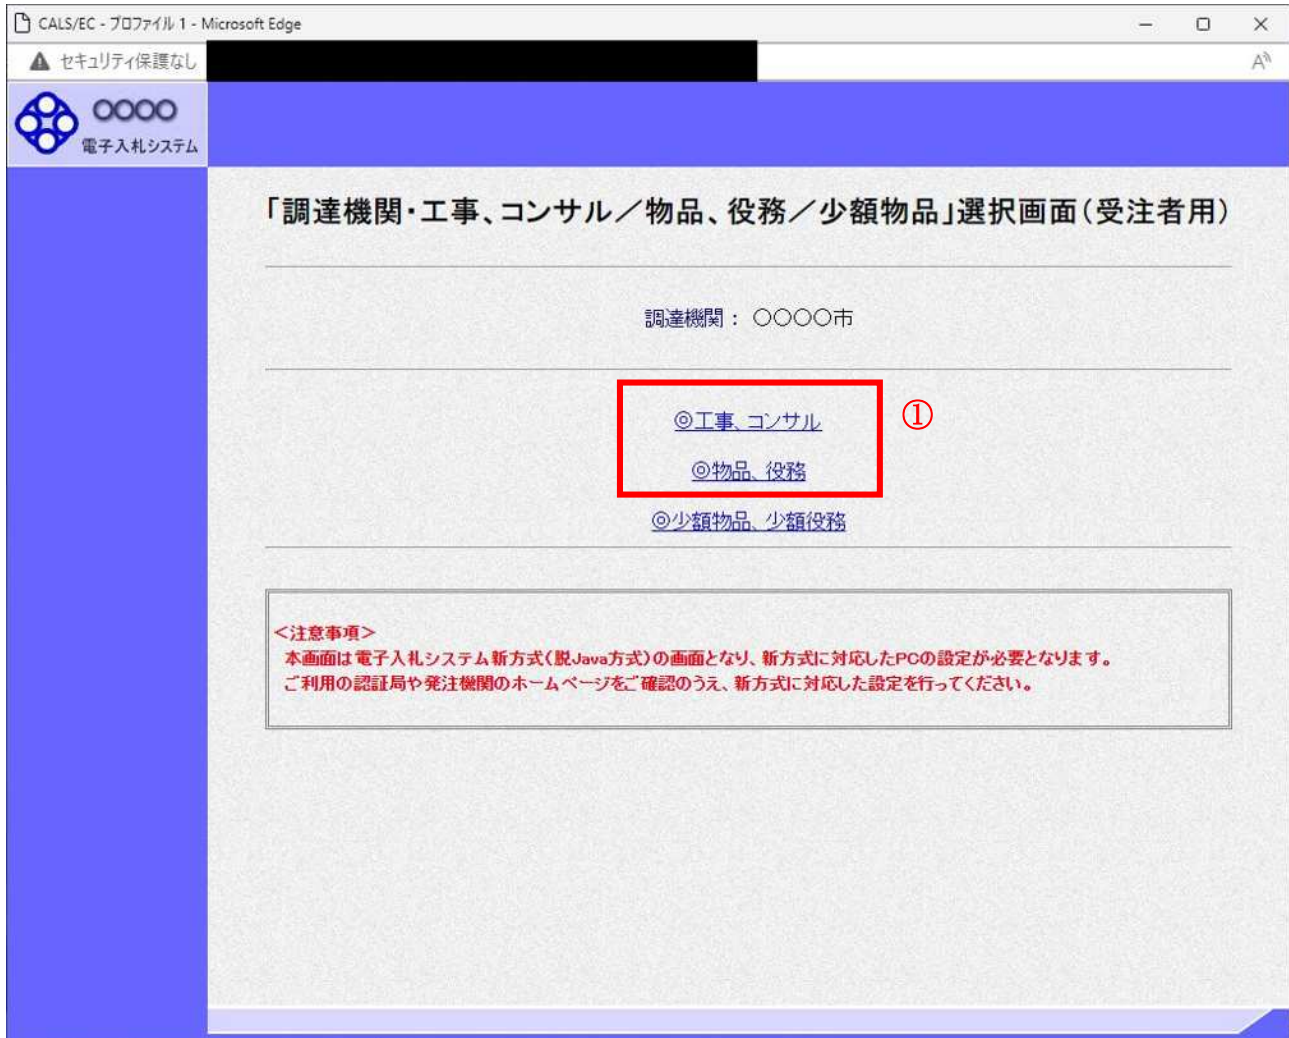 CALS/EC - プロファイル 1 - Microsoft Edge
セキュリティ保護なし
○○○○
電子入札システム
「調達機関・工事、コンサル／物品、役務／少額物品」選択画面(受注者用)
調達機関： ○○○○市
◎工事、コンサル
①
◎物品、役務
◎少額物品、少額役務
＜注意事項＞
本画面は電子入札システム新方式(脱Java方式)の画面となり、新方式に対応したPCの設定が必要となります。
ご利用の認証局や発注機関のホームページをご確認のうえ、新方式に対応した設定を行ってください。